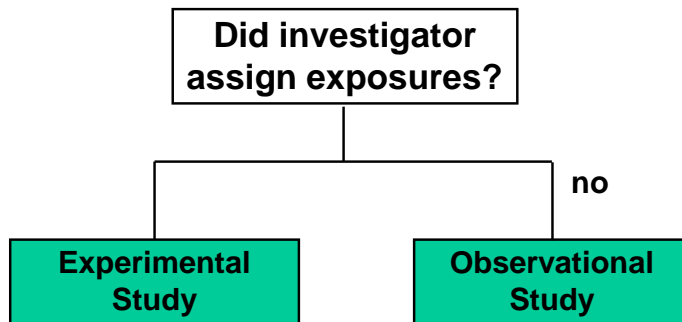 Did investigator
assign exposures?
no
Experimental
Study
Observational
Study